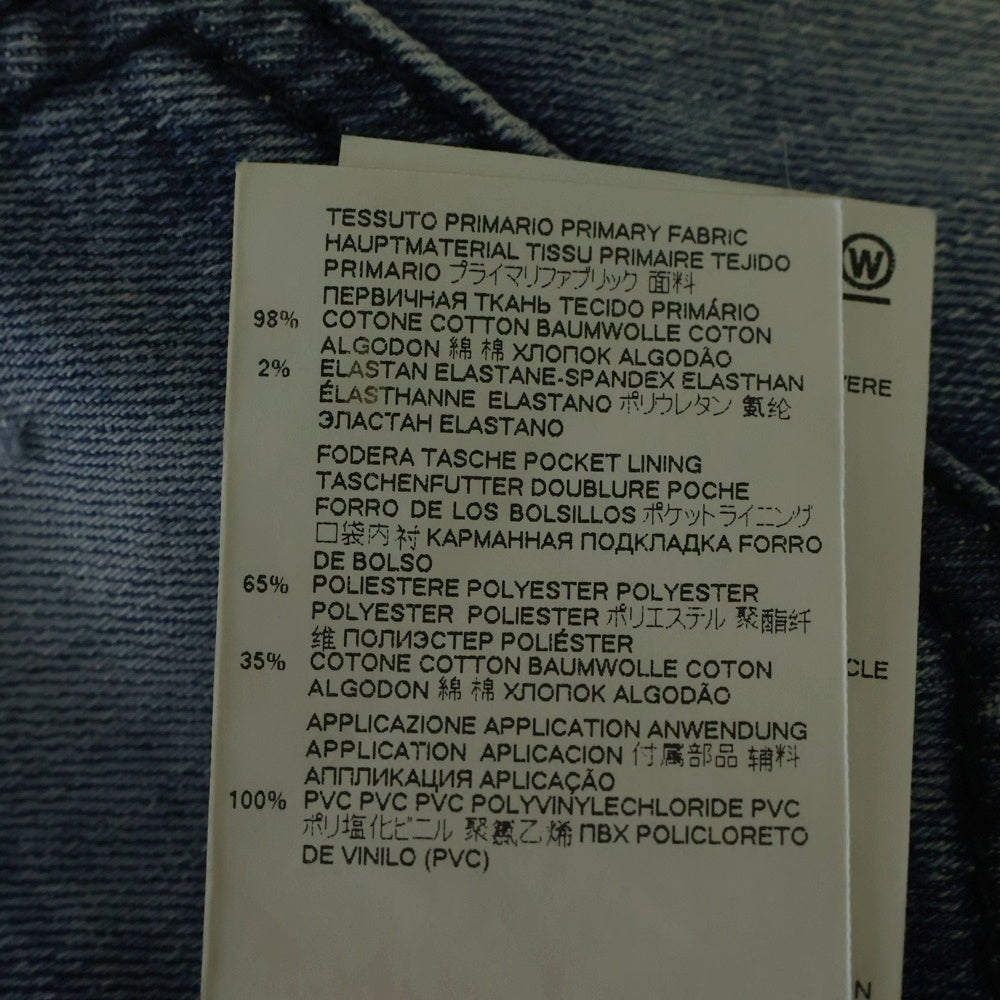 TESSUTO PRIMARIO PRIMARY FABRIC
HAUPTMATERIAL TISSU PRIMAIRE TEJIDO
PRIMARIO プライマリファブリック 面料
ПЕРВИЧНАЯ ТКАНЬ TECIDO PRIMÁRIO
98% COTONE COTTON BAUMWOLLE COTON
ALGODON 綿 棉 ХЛОПОК ALGODÃO
2% ELASTAN ELASTANE-SPANDEX ELASTHAN
ÉLASTHANNE ELASTANO ポリウレタン 氨纶
ЭЛАСТАН ELASTANO
FODERA TASCHE POCKET LINING
TASCHENFUTTER DOUBLURE POCHE
FORRO DE LOS BOLSILLOS ポケットライニング
口袋内衬 КАРМАННАЯ ПОДКЛАДКА FORRO
DE BOLSO
65% POLIESTERE POLYESTER POLYESTER
POLYESTER POLIESTER ポリエステル 聚酯纤
维 ПОЛИЭСТЕР POLIÉSTER
35% COTONE COTTON BAUMWOLLE COTON
ALGODON 綿 棉 ХЛОПОК ALGODÃO
APPLICAZIONE APPLICATION ANWENDUNG
APPLICATION APLICACION 付属部品 辅料
АППЛИКАЦИЯ APLICAÇÃO
100% PVC PVC PVC POLYVINYLECHLORIDE PVC
ポリ塩化ビニル 聚氯乙烯 ПВХ POLICLORETO
DE VINILO (PVC)
W